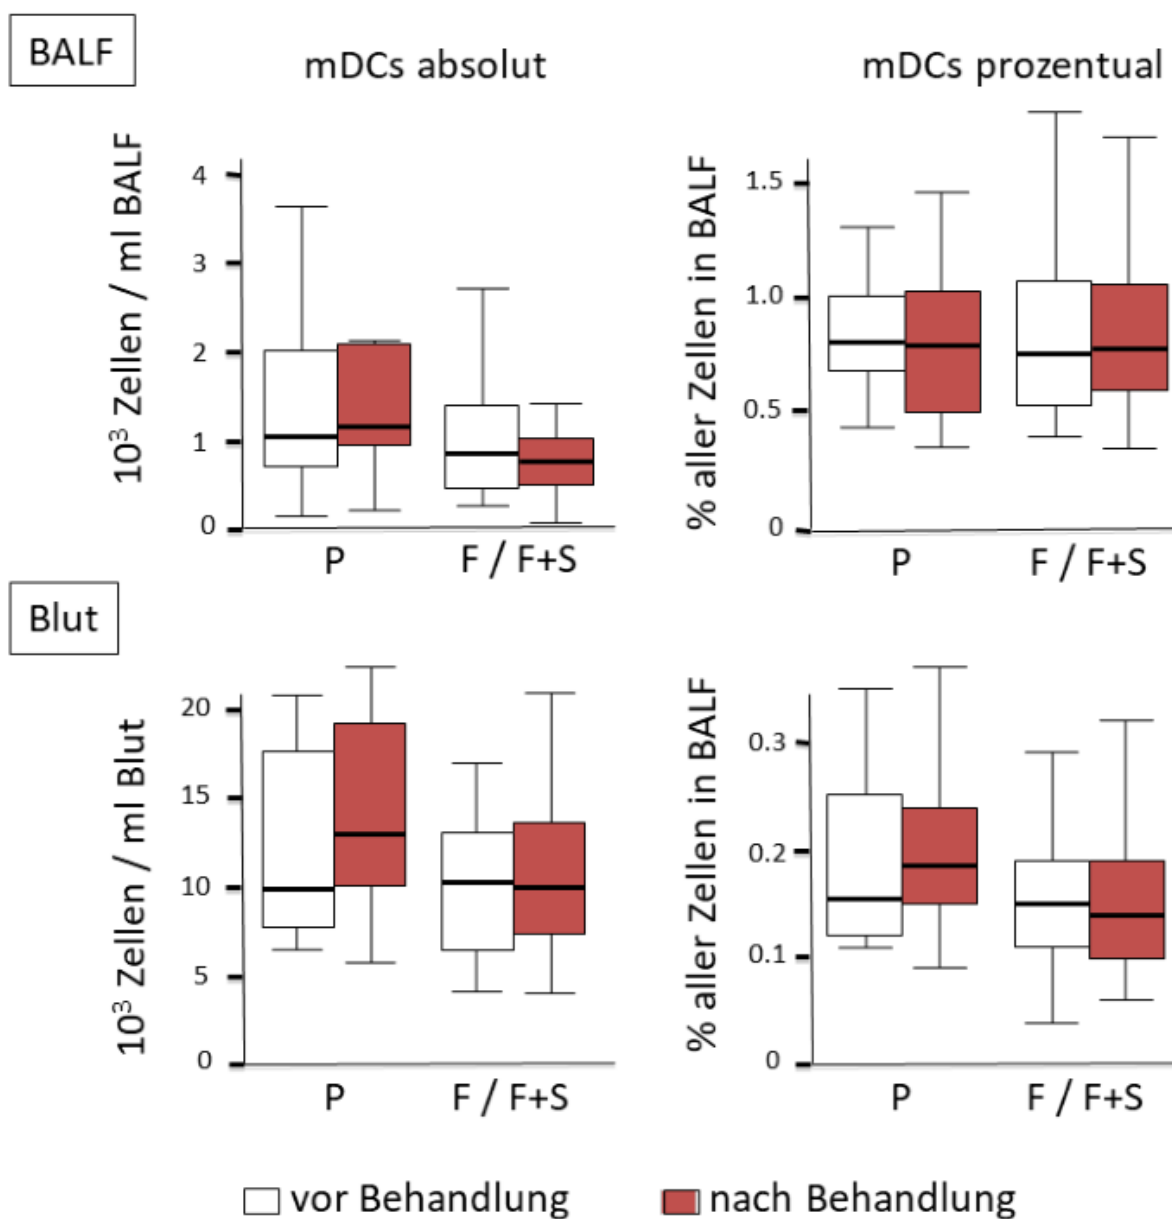 BALF
mDCs absolut
mDCs prozentual
10³ Zellen / ml BALF
4
3
2
1
0
P
F / F+S
% aller Zellen in BALF
1.5
1.0
0.5
0
P
F / F+S
Blut
10³ Zellen / ml Blut
20
15
10
5
0
P
F / F+S
% aller Zellen in BALF
0.3
0.2
0.1
0
P
F / F+S
vor Behandlung
nach Behandlung